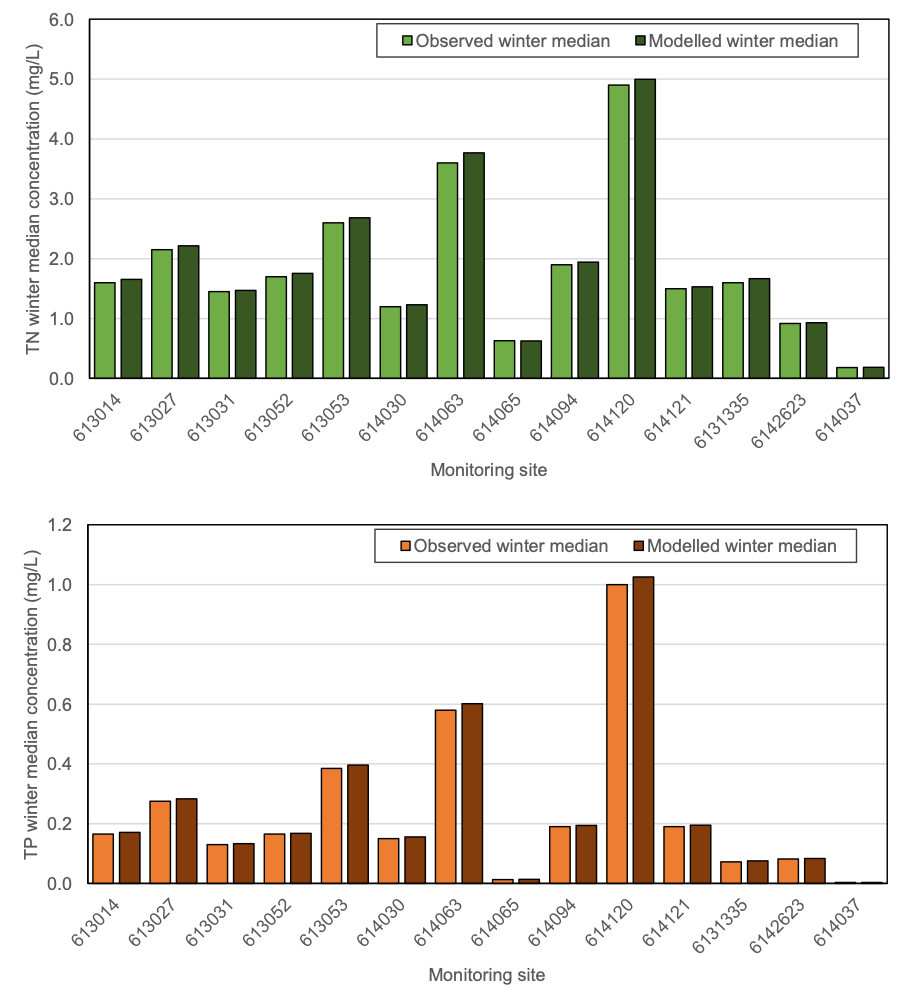 TN winter median concentration (mg/L)
6.0
5.0
4.0
3.0
2.0
1.0
0.0
Observed winter median Modelled winter median
613014 613027 613031 613052 613053 614030 614063 614065 614094 614120 614121 6131335 6142623 614037
Monitoring site
TP winter median concentration (mg/L)
1.2
1.0
0.8
0.6
0.4
0.2
0.0
Observed winter median Modelled winter median
613014 613027 613031 613052 613053 614030 614063 614065 614094 614120 614121 6131335 6142623 614037
Monitoring site